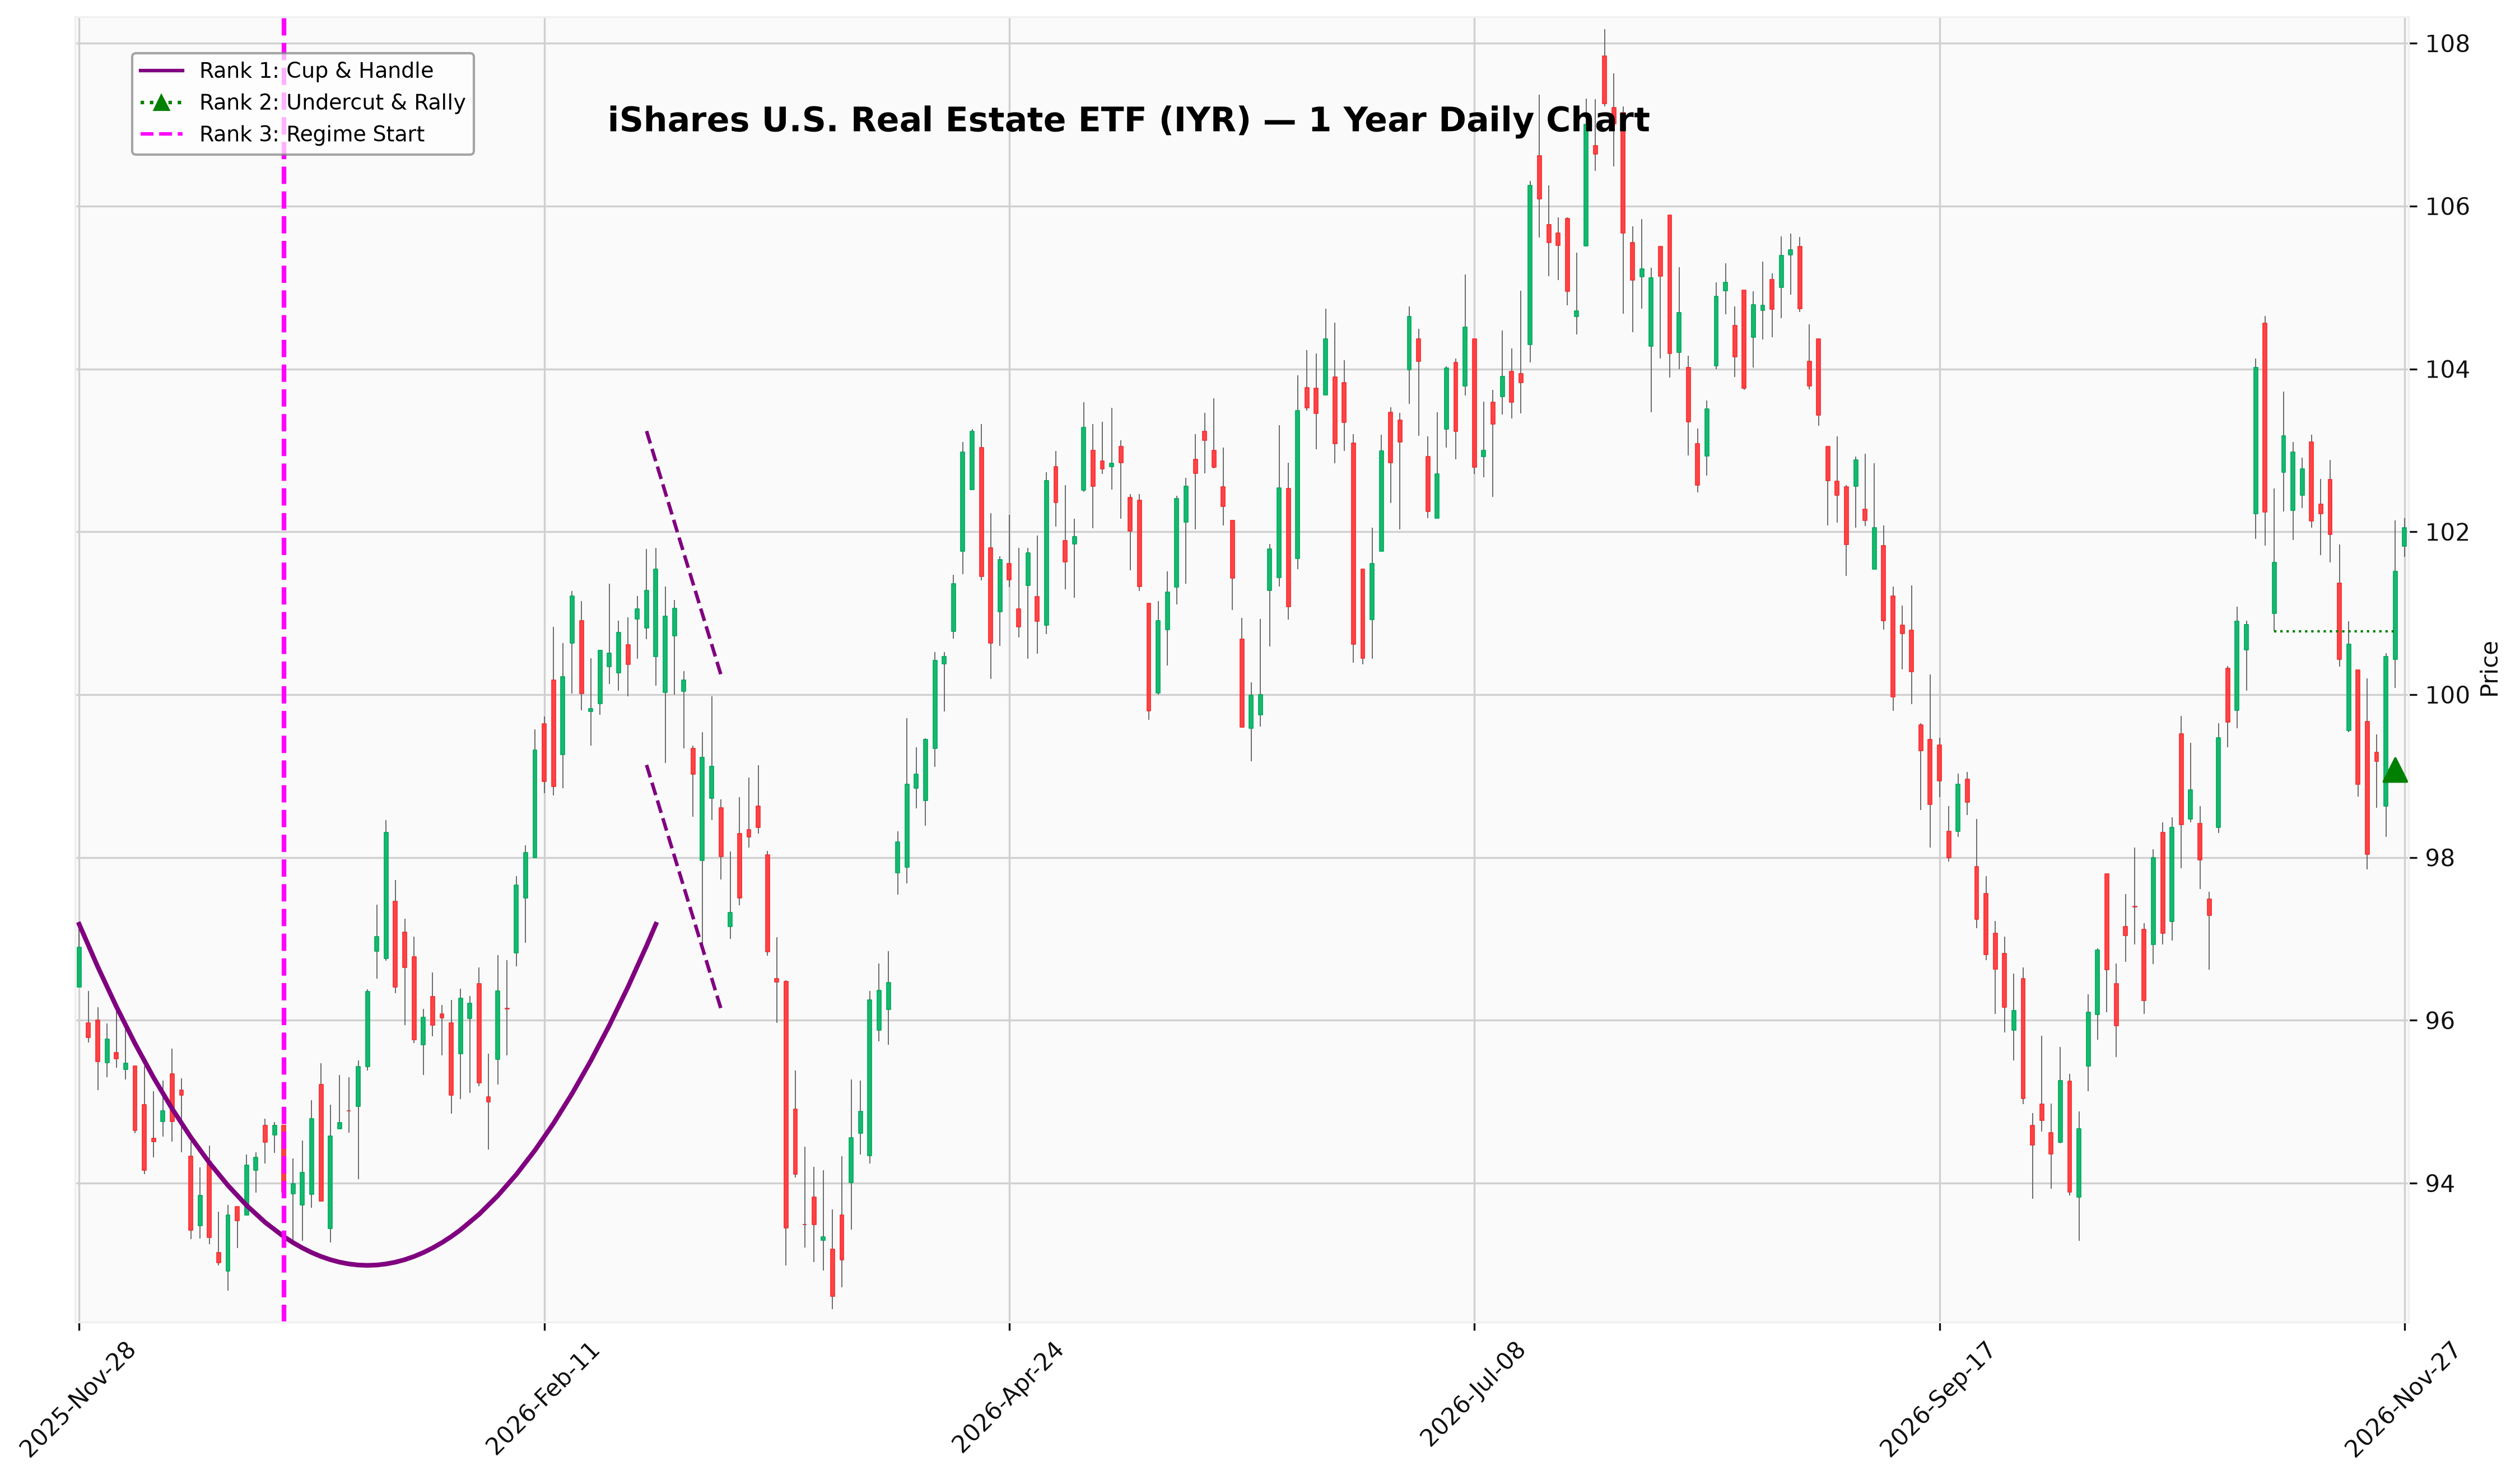 Rank 1: Cup & Handle
Rank 2: Undercut & Rally
Rank 3: Regime Start
iShares U.S. Real Estate ETF (IYR) — 1 Year Daily Chart
108
106
104
102
100
98
96
94
Price
2025-Nov-28
2026-Feb-11
2026-Apr-24
2026-Jul-08
2026-Sep-17
2026-Nov-27